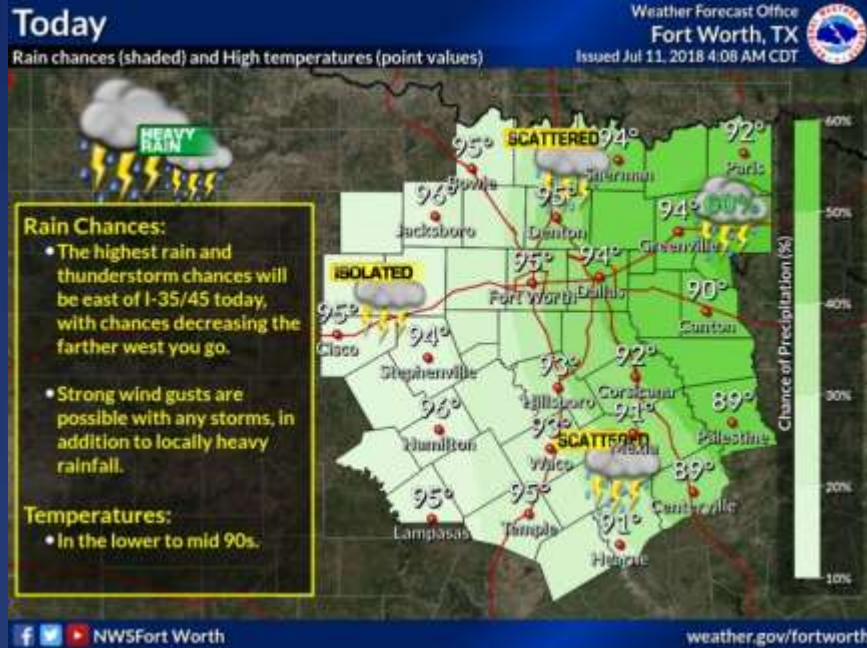 Today
Weather Forecast Office
Fort Worth, TX
Rain chances (shaded) and High temperatures (point values)
Issued Jul 11, 2018 4:08 AM CDT
HEAVY
RAIN
Rain Chances:
• The highest rain and
thunderstorm chances will
be east of I-35/45 today,
with chances decreasing the
farther west you go.
• Strong wind gusts are
possible with any storms, in
addition to locally heavy
rainfall.
Temperatures:
• In the lower to mid 90s.
SCATTERED
95°
Bowie
94°
Sherman
92°
Paris
96°
Jacksboro
95°
Denton
94°
Greenville
60%
ISOLATED
95°
Fort Worth
94°
Dallas
90°
Canton
95°
Cisco
94°
Stephenville
93°
Hillsboro
92°
Corsicana
96°
Hamilton
93°
Waco
SCATTERED
91°
Mexia
89°
Palestine
95°
Lampasas
95°
Temple
91°
Hearne
89°
Centerville
60%
50%
40%
30%
20%
10%
Chance of Precipitation (%)
NWSFort Worth
weather.gov/fortworth